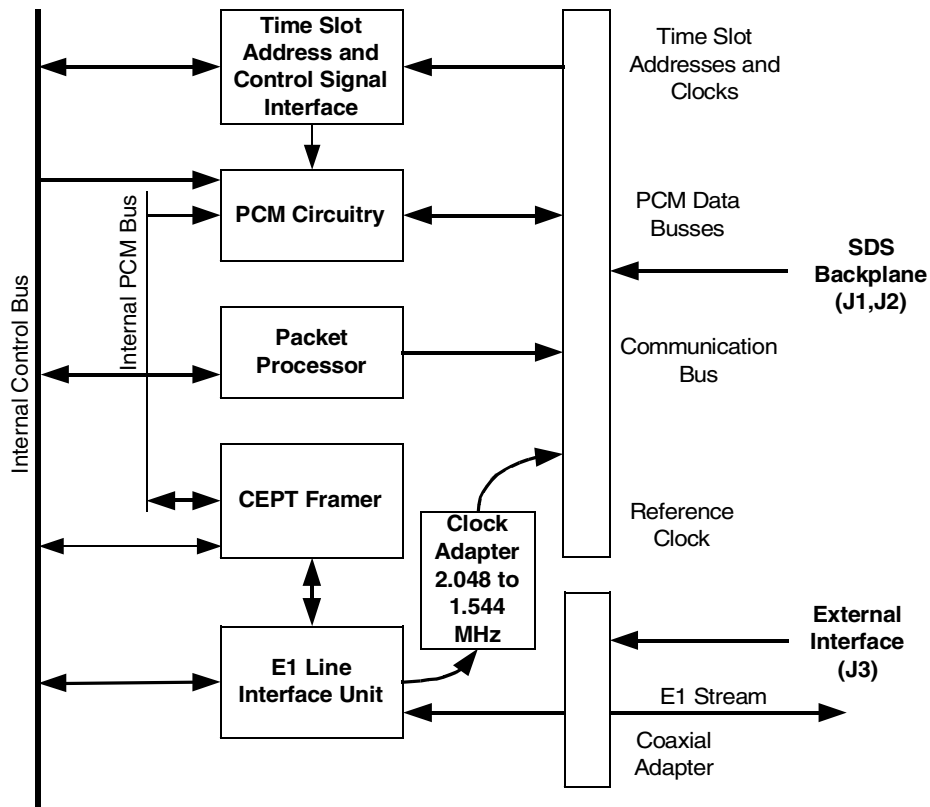 Time Slot
Address and
Control Signal
Interface
Time Slot
Addresses and
Clocks
PCM Circuitry
PCM Data
Busses
SDS
Backplane
(J1,J2)
Internal Control Bus
Internal PCM Bus
Packet
Processor
Communication
Bus
CEPT Framer
Clock
Adapter
2.048 to
1.544
MHz
Reference
Clock
E1 Line
Interface Unit
External
Interface
(J3)
E1 Stream
Coaxial
Adapter